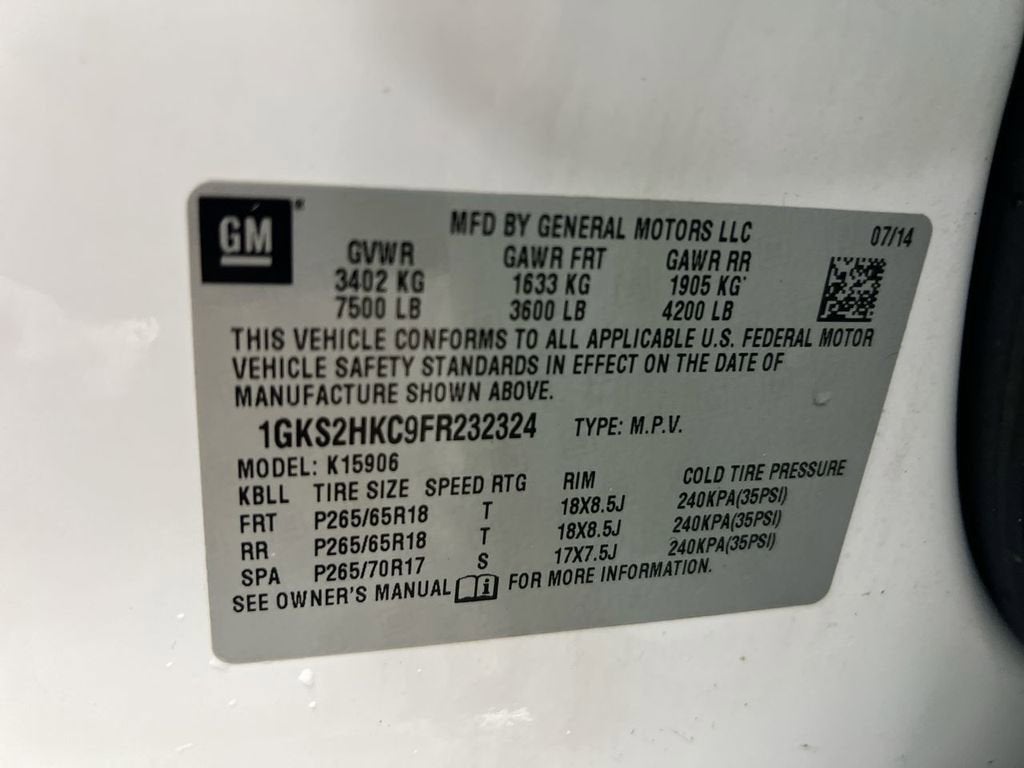 GM®
MFD BY GENERAL MOTORS LLC 07/14
GVWR GAWR FRT GAWR RR
3402 KG 1633 KG 1905 KG
7500 LB 3600 LB 4200 LB
THIS VEHICLE CONFORMS TO ALL APPLICABLE U.S. FEDERAL MOTOR
VEHICLE SAFETY STANDARDS IN EFFECT ON THE DATE OF
MANUFACTURE SHOWN ABOVE.
1GKS2HKC9FR232324 TYPE: M.P.V.
MODEL: K15906
KBLL TIRE SIZE SPEED RTG RIM COLD TIRE PRESSURE
FRT P265/65R18 T 18X8.5J 240KPA(35PSI)
RR P265/65R18 T 18X8.5J 240KPA(35PSI)
SPA P265/70R17 S 17X7.5J 240KPA(35PSI)
SEE OWNER'S MANUAL FOR MORE INFORMATION.